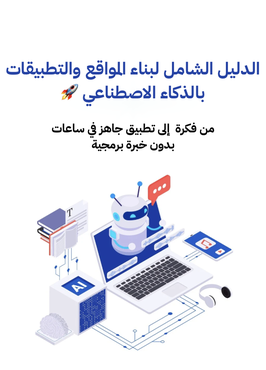 الدليل الشامل لبناء المواقع والتطبيقات
بالذكاء الاصطناعي 🚀
من فكرة إلى تطبيق جاهز في ساعات
بدون خبرة برمجية
T
AI